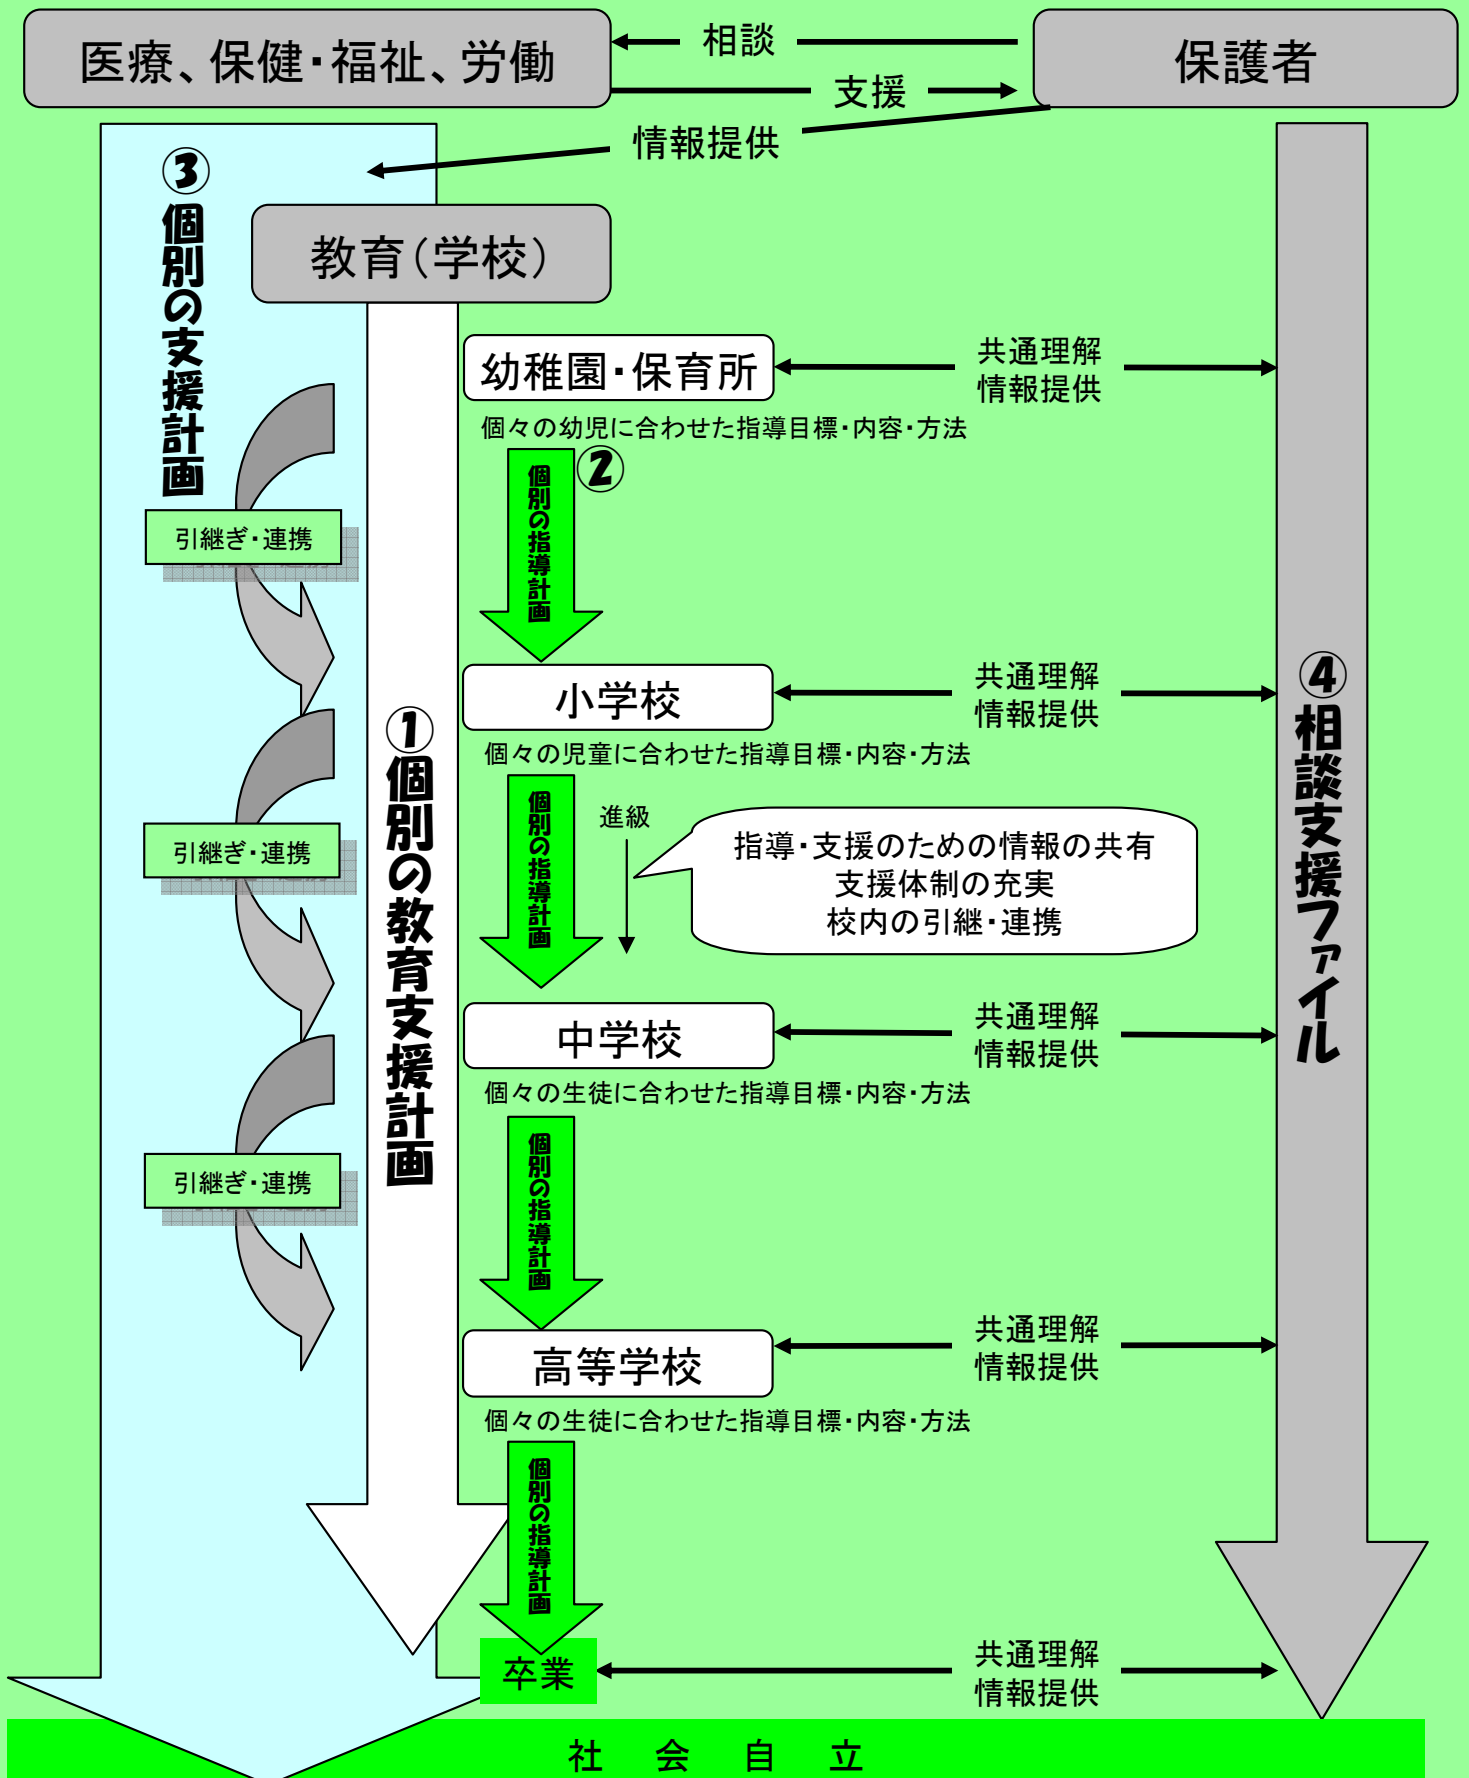 医療、保健・福祉、労働
相談
支援
保護者
情報提供
③個別の支援計画
教育(学校)
幼稚園・保育所
共通理解
情報提供
個々の幼児に合わせた指導目標・内容・方法
②
個別の指導計画
引継ぎ・連携
小学校
共通理解
情報提供
④相談支援ファイル
①個別の教育支援計画
個々の児童に合わせた指導目標・内容・方法
個別の指導計画
進級
指導・支援のための情報の共有
支援体制の充実
校内の引継・連携
引継ぎ・連携
中学校
共通理解
情報提供
個々の生徒に合わせた指導目標・内容・方法
個別の指導計画
引継ぎ・連携
高等学校
共通理解
情報提供
個々の生徒に合わせた指導目標・内容・方法
個別の指導計画
卒業
共通理解
情報提供
社 会 自 立